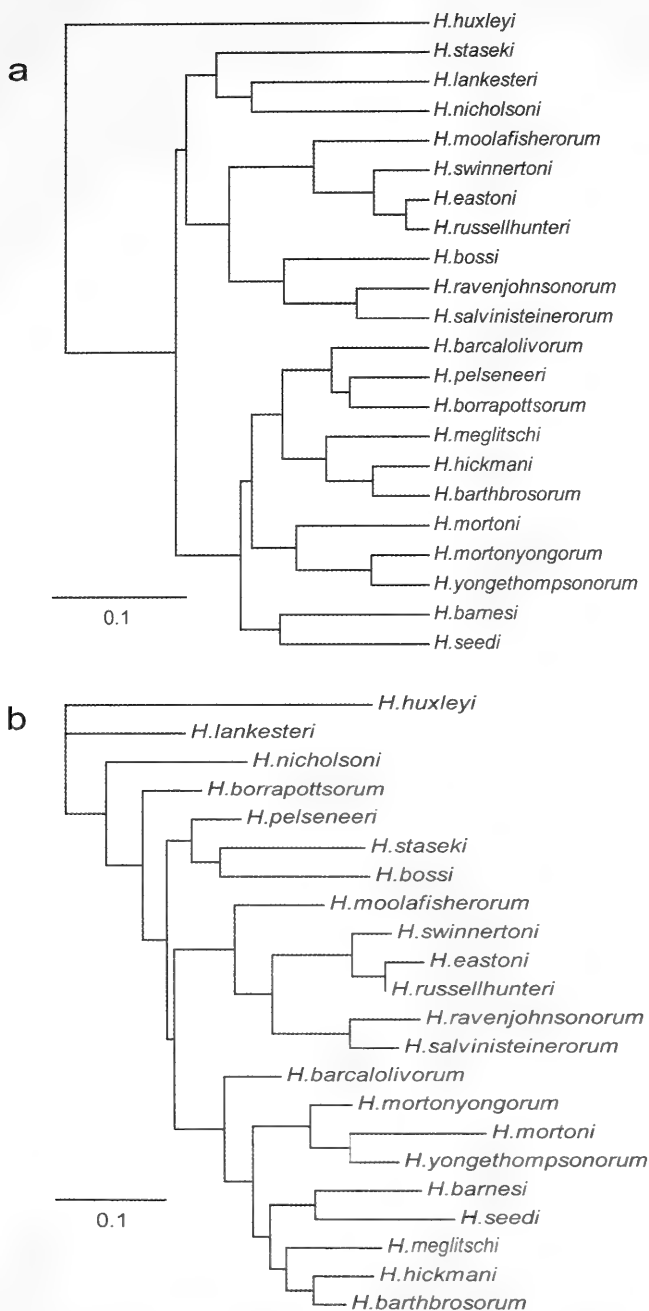 a
H.huxleyi
H.staseki
H.lankesteri
H.nicholsoni
H.moolafisherorum
H.swinnertoni
H.eastoni
H.russellhunteri
H.bossi
H.ravenjohnsonorum
H.salvinisteinerorum
H.barcalolivorum
H.pelseneeri
H.borrapottsorum
H.meglitschi
H.hickmani
H.barthbrosorum
H.mortoni
H.mortonyongorum
H.yongethompsonorum
H.barnesi
H.seedi
0.1
b
H.huxleyi
H.lankesteri
H.nicholsoni
H.borrapottsorum
H.pelseneeri
H.staseki
H.bossi
H.moolafisherorum
H.swinnertoni
H.eastoni
H.russellhunteri
H.ravenjohnsonorum
H.salvinisteinerorum
H.barcalolivorum
H.mortonyongorum
H.mortoni
H.yongethompsonorum
H.barnesi
H.seedi
H.meglitschi
H.hickmani
H.barthbrosorum
0.1